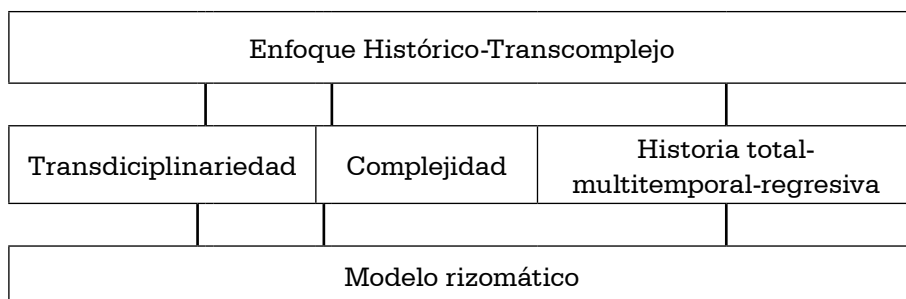 Enfoque Histórico-Transcomplejo
Transdiciplinariedad
Complejidad
Historia total-
multitemporal-regresiva
Modelo rizomático